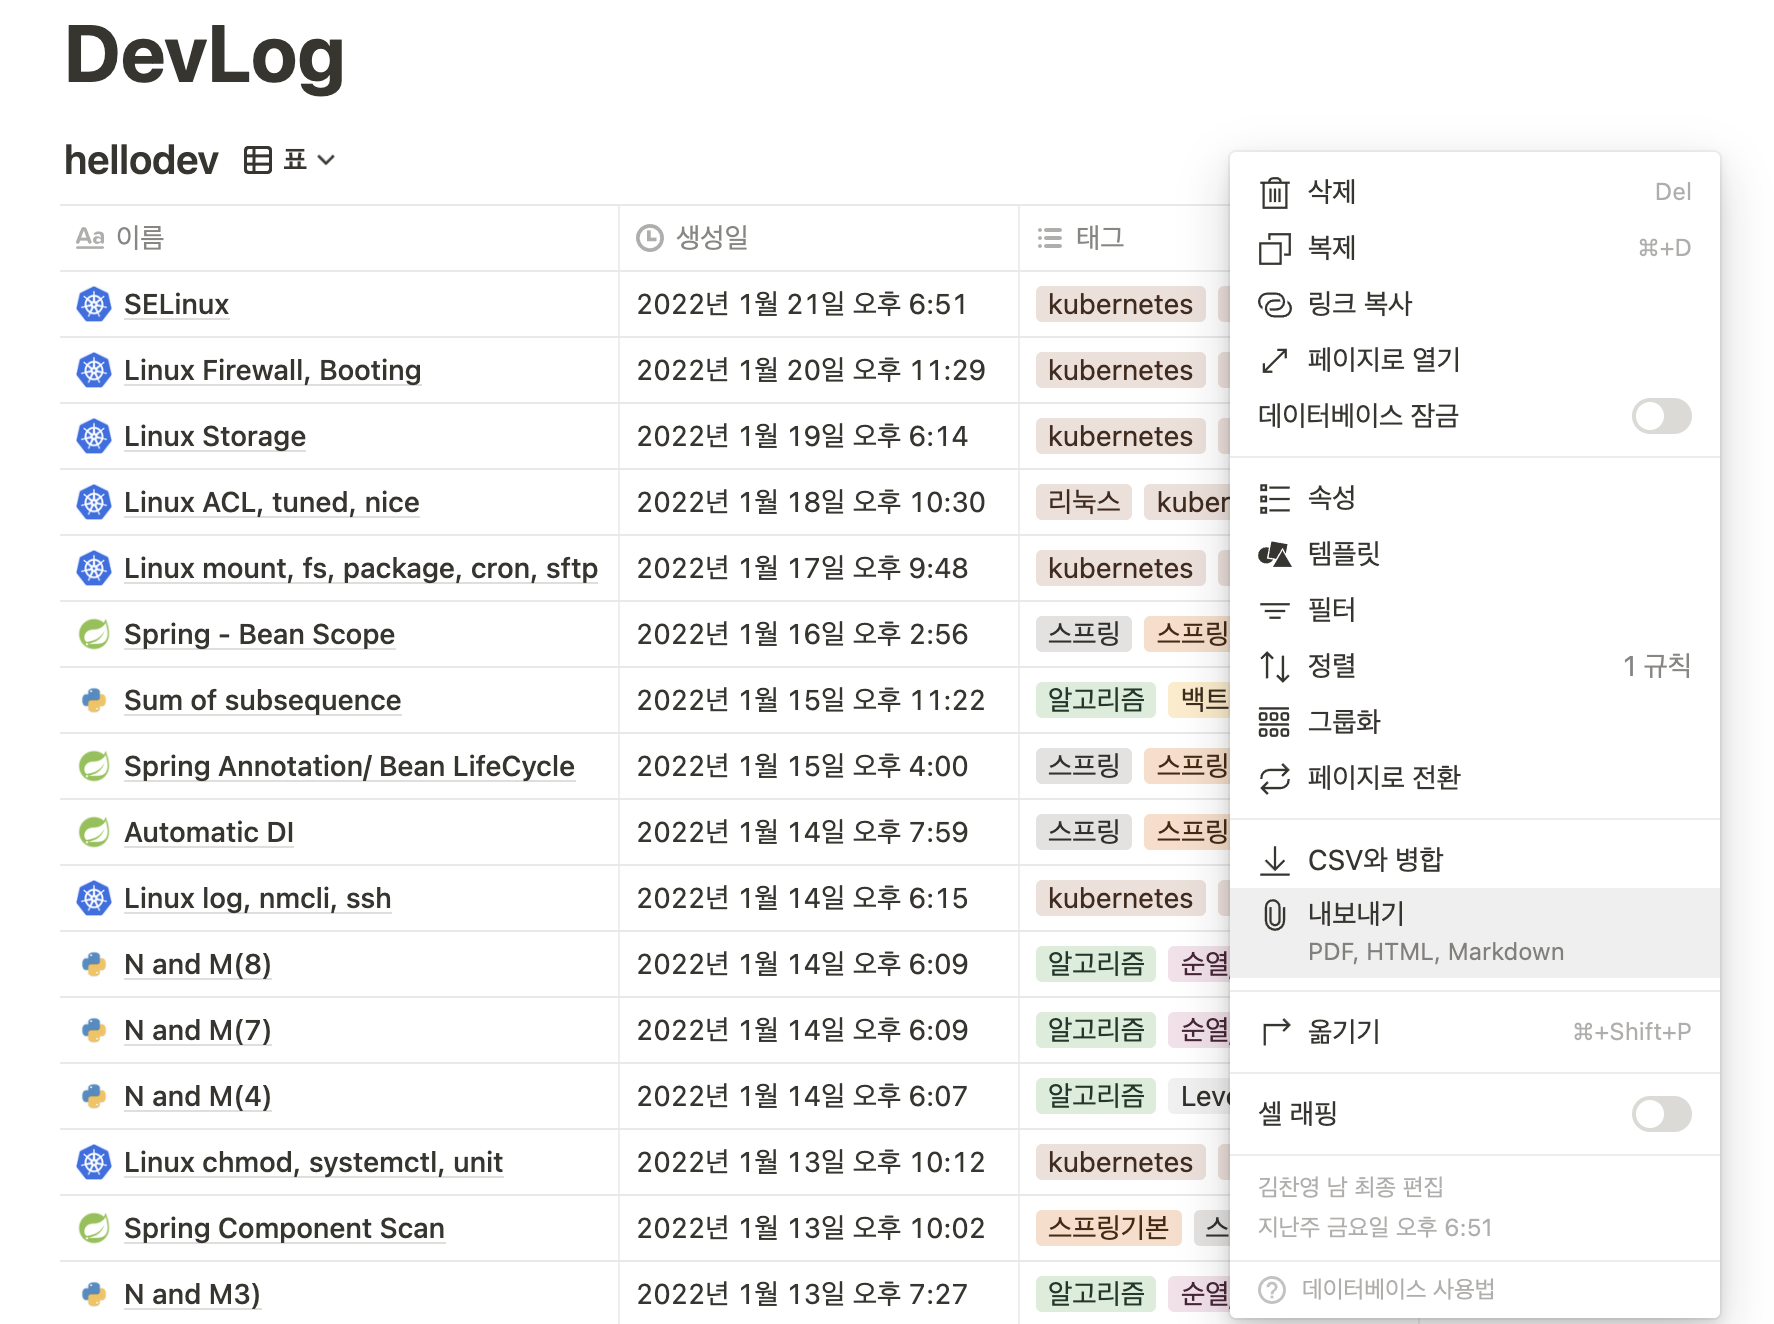 DevLog
hellodev 표
Aa 이름 생성일 태그
SELinux 2022년 1월 21일 오후 6:51 kubernetes
Linux Firewall, Booting 2022년 1월 20일 오후 11:29 kubernetes
Linux Storage 2022년 1월 19일 오후 6:14 kubernetes
Linux ACL, tuned, nice 2022년 1월 18일 오후 10:30 리눅스 kuber
Linux mount, fs, package, cron, sftp 2022년 1월 17일 오후 9:48 kubernetes
Spring - Bean Scope 2022년 1월 16일 오후 2:56 스프링 스프링
Sum of subsequence 2022년 1월 15일 오후 11:22 알고리즘 백트
Spring Annotation/ Bean LifeCycle 2022년 1월 15일 오후 4:00 스프링 스프링
Automatic DI 2022년 1월 14일 오후 7:59 스프링 스프링
Linux log, nmcli, ssh 2022년 1월 14일 오후 6:15 kubernetes
N and M(8) 2022년 1월 14일 오후 6:09 알고리즘 순열
N and M(7) 2022년 1월 14일 오후 6:09 알고리즘 순열
N and M(4) 2022년 1월 14일 오후 6:07 알고리즘 Leve
Linux chmod, systemctl, unit 2022년 1월 13일 오후 10:12 kubernetes
Spring Component Scan 2022년 1월 13일 오후 10:02 스프링기본 스
N and M3) 2022년 1월 13일 오후 7:27 알고리즘 순열
삭제 Del
복제 ⌘+D
링크 복사
페이지로 열기
데이터베이스 잠금
속성
템플릿
필터
정렬 1 규칙
그룹화
페이지로 전환
CSV와 병합
내보내기
PDF, HTML, Markdown
옮기기 ⌘+Shift+P
셀 래핑
김찬영 남 최종 편집
지난주 금요일 오후 6:51
데이터베이스 사용법